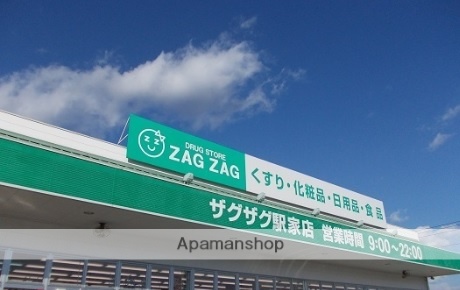 DRUG STORE
ZAG ZAG
くすり・化粧品・日用品・食品
ザグザグ駅家店 営業時間 9:00～22:00
Apamanshop